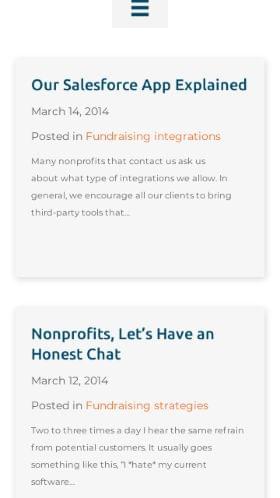 Our Salesforce App Explained
March 14, 2014
Posted in Fundraising integrations
Many nonprofits that contact us ask us
about what type of integrations we allow. In
general, we encourage all our clients to bring
third-party tools that...
Nonprofits, Let's Have an
Honest Chat
March 12, 2014
Posted in Fundraising strategies
Two to three times a day I hear the same refrain
from potential customers. It usually goes
something like this, "I *hate* my current
software...